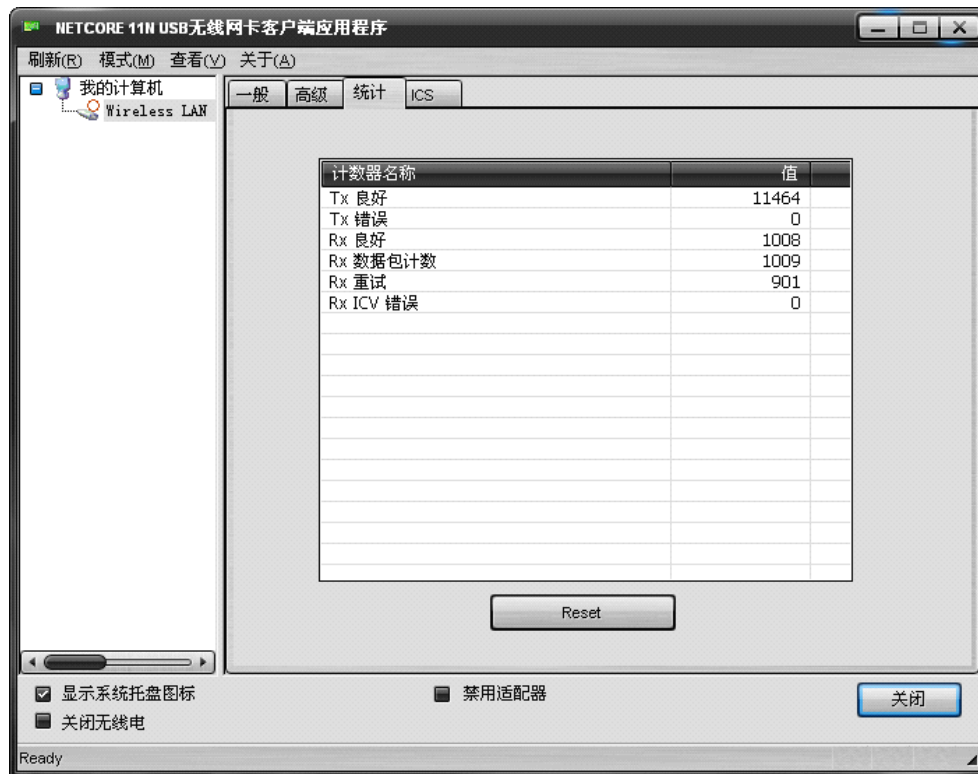 NETCORE 11N USB无线网卡客户端应用程序
刷新(R) 模式(M) 查看(V) 关于(A)
我的计算机
Wireless LAN
一般 高级 统计 ICS
计数器名称 值
Tx 良好 11464
Tx 错误 0
Rx 良好 1008
Rx 数据包计数 1009
Rx 重试 901
Rx ICV 错误 0
Reset
显示系统托盘图标 禁用适配器 关闭
关闭无线电
Ready